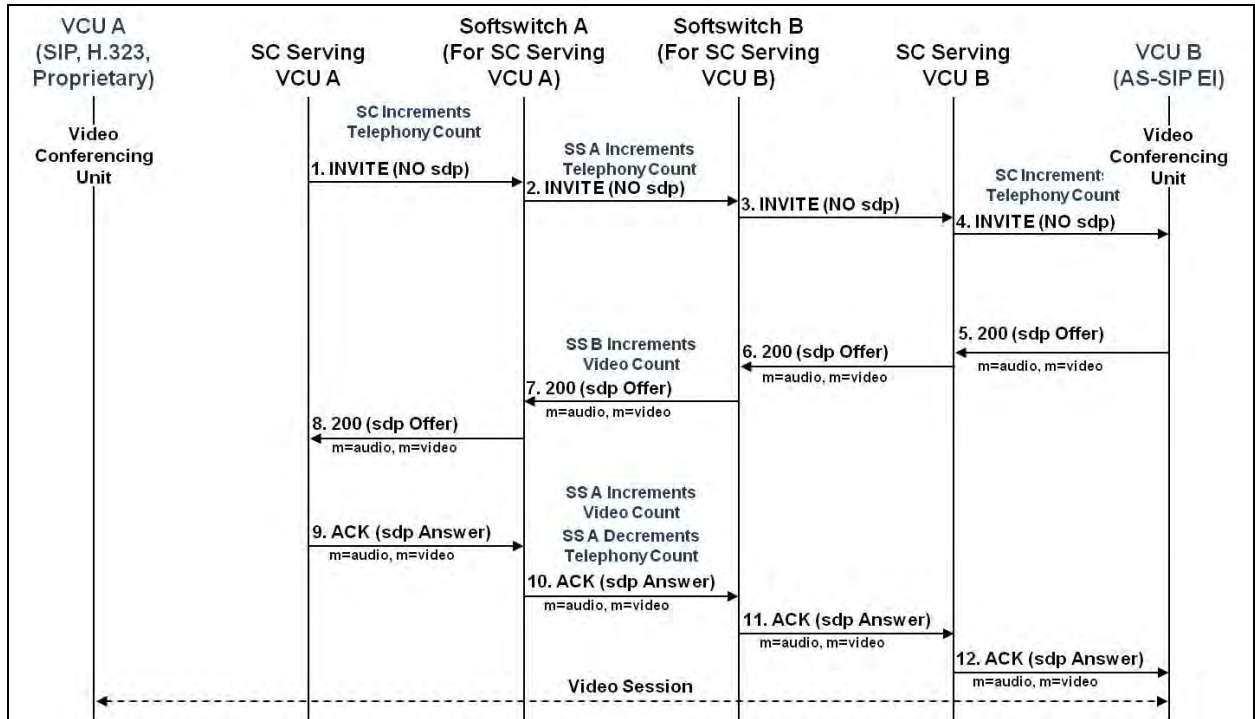 VCU A
(SIP, H.323,
Proprietary)
SC Serving
VCU A
Softswitch A
(For SC Serving
VCU A)
Softswitch B
(For SC Serving
VCU B)
SC Serving
VCU B
VCU B
(AS-SIP EI)
Video
Conferencing
Unit
SC Increments
Telephony Count
SS A Increments
Telephony Count
SC Increment
Telephony Count
Video
Conferencing
Unit
1. INVITE (NO sdp)
2. INVITE (NO sdp)
3. INVITE (NO sdp)
4. INVITE (NO sdp)
5. 200 (sdp Offer)
m=audio, m=video
SS B Increments
Video Count
6. 200 (sdp Offer)
m=audio, m=video
7. 200 (sdp Offer)
m=audio, m=video
8. 200 (sdp Offer)
m=audio, m=video
SS A Increments
Video Count
9. ACK (sdp Answer)
m=audio, m=video
SS A Decrements
Telephony Count
10. ACK (sdp Answer)
m=audio, m=video
11. ACK (sdp Answer)
m=audio, m=video
12. ACK (sdp Answer)
m=audio, m=video
Video Session